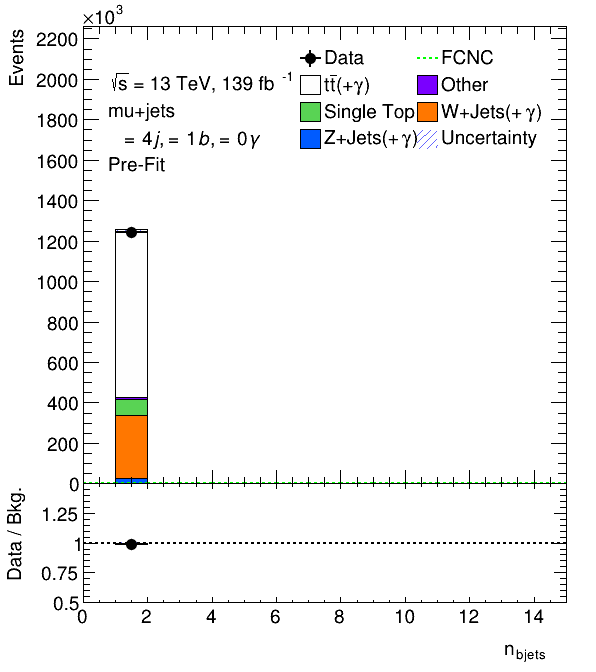 ×10³
Events
2200
2000
1800
1600
1400
1200
1000
800
600
400
200
0
√s = 13 TeV, 139 fb⁻¹
mu+jets
= 4j, = 1b, = 0γ
Pre-Fit
Data
FCNC
tt̄(+γ)
Other
Single Top
W+Jets(+γ)
Z+Jets(+γ)
Uncertainty
Data / Bkg.
1.25
1
0.75
0.5
0 2 4 6 8 10 12 14
n_bjets